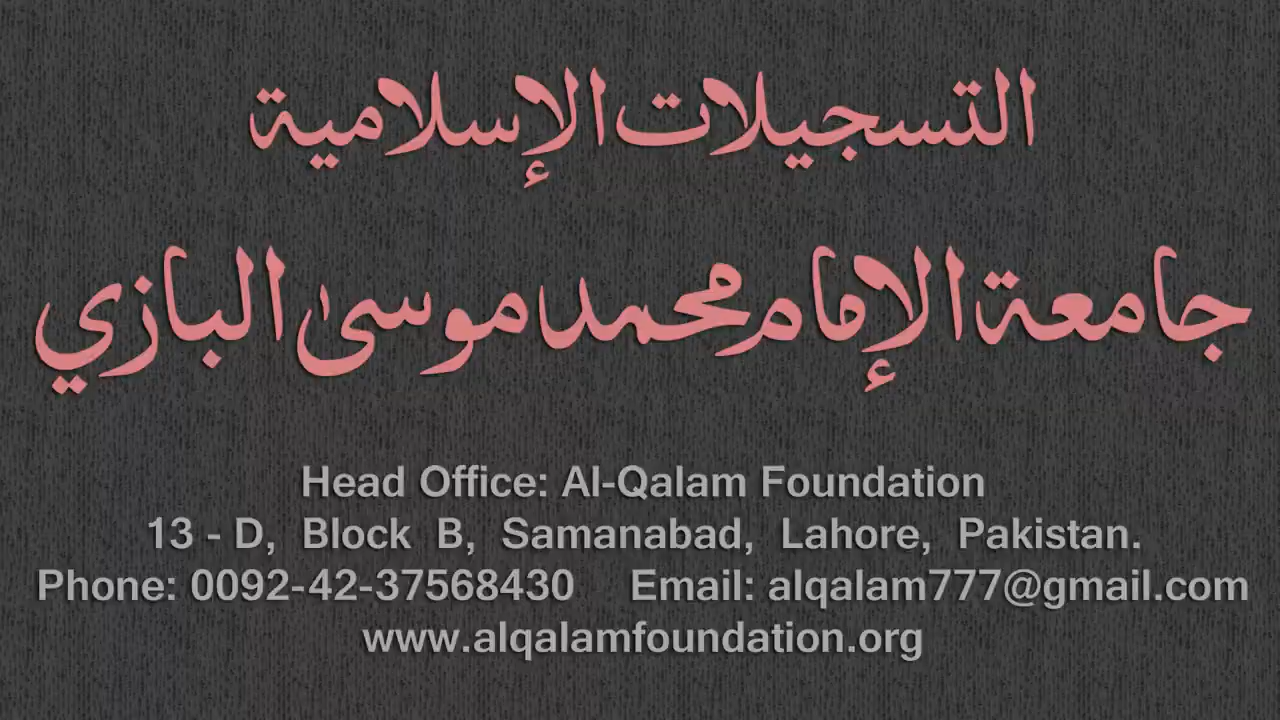 التسجيلات الإسلامية
جامعة الإمام محمد موسىٰ البازي
Head Office: Al-Qalam Foundation
13 - D, Block B, Samanabad, Lahore, Pakistan.
Phone: 0092-42-37568430 Email: alqalam777@gmail.com
www.alqalamfoundation.org